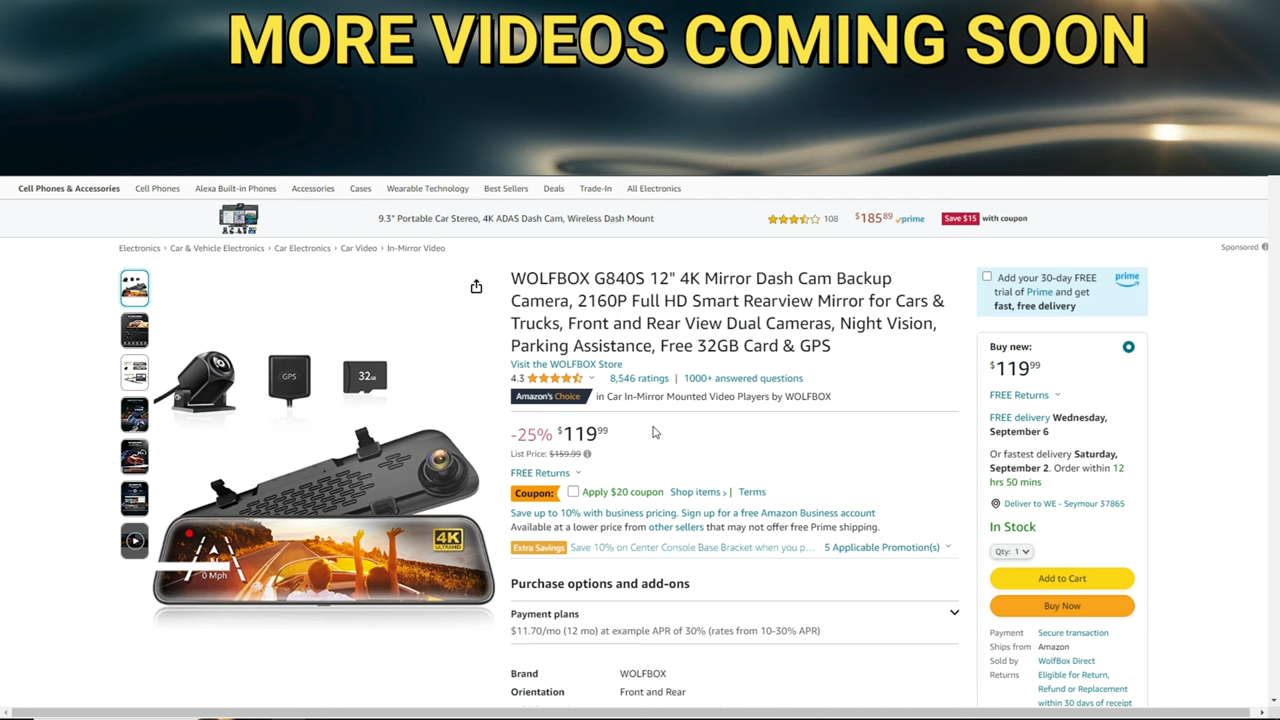 MORE VIDEOS COMING SOON
Cell Phones & Accessories Cell Phones Alexa Built-in Phones Accessories Cases Wearable Technology Best Sellers Deals Trade-In All Electronics
9.3" Portable Car Stereo, 4K ADAS Dash Cam, Wireless Dash Mount 108 $185.89 prime Save $15 with coupon
Electronics › Car & Vehicle Electronics › Car Electronics › Car Video › In-Mirror Video
Sponsored
WOLFBOX G840S 12" 4K Mirror Dash Cam Backup
Camera, 2160P Full HD Smart Rearview Mirror for Cars &
Trucks, Front and Rear View Dual Cameras, Night Vision,
Parking Assistance, Free 32GB Card & GPS
Visit the WOLFBOX Store
4.3 8,546 ratings | 1000+ answered questions
Amazon's Choice in Car In-Mirror Mounted Video Players by WOLFBOX
-25% $119.99
List Price: $159.99
FREE Returns
Coupon: Apply $20 coupon Shop items › | Terms
Save up to 10% with business pricing. Sign up for a free Amazon Business account
Available at a lower price from other sellers that may not offer free Prime shipping.
Extra Savings Save 10% on Center Console Base Bracket when you p... 5 Applicable Promotion(s)
Purchase options and add-ons
Payment plans
$11.70/mo (12 mo) at example APR of 30% (rates from 10-30% APR)
Brand WOLFBOX
Orientation Front and Rear
GPS
32GB
4K
ULTRA HD
0 Mph
Add your 30-day FREE
trial of Prime and get
fast, free delivery
prime
Buy new:
$119.99
FREE Returns
FREE delivery Wednesday,
September 6
Or fastest delivery Saturday,
September 2. Order within 12
hrs 50 mins
Deliver to WE - Seymour 37865
In Stock
Qty: 1
Add to Cart
Buy Now
Payment Secure transaction
Ships from Amazon
Sold by WolfBox Direct
Returns Eligible for Return,
Refund or Replacement
within 30 days of receipt